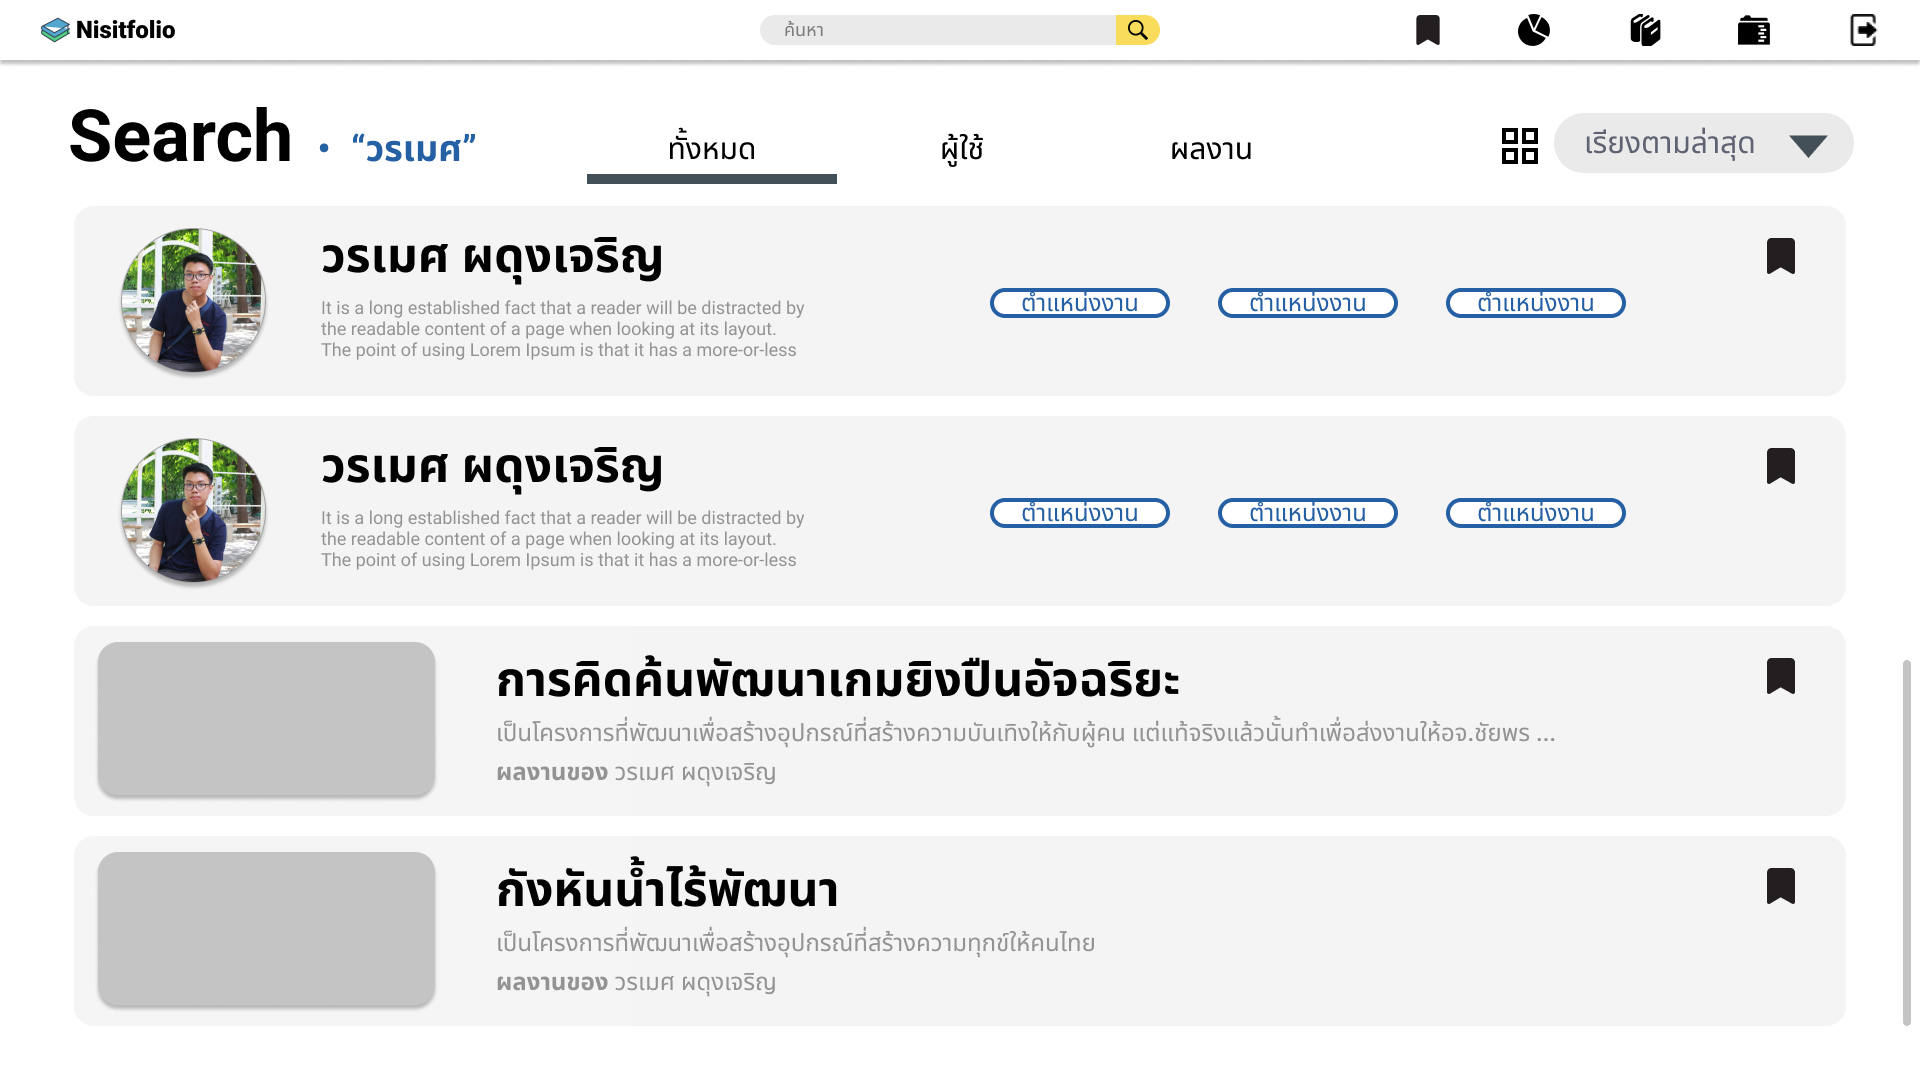 Nisitfolio
ค้นหา
Search • “วรเมศ”
ทั้งหมด
ผู้ใช้
ผลงาน
เรียงตามล่าสุด
วรเมศ ผดุงเจริญ
It is a long established fact that a reader will be distracted by
the readable content of a page when looking at its layout.
The point of using Lorem Ipsum is that it has a more-or-less
ตำแหน่งงาน
ตำแหน่งงาน
ตำแหน่งงาน
วรเมศ ผดุงเจริญ
It is a long established fact that a reader will be distracted by
the readable content of a page when looking at its layout.
The point of using Lorem Ipsum is that it has a more-or-less
ตำแหน่งงาน
ตำแหน่งงาน
ตำแหน่งงาน
การคิดค้นพัฒนาเกมยิงปืนอัจฉริยะ
เป็นโครงการที่พัฒนาเพื่อสร้างอุปกรณ์ที่สร้างความบันเทิงให้กับผู้คน แต่แท้จริงแล้วนั้นทำเพื่อส่งงานให้อจ.ชัยพร ...
ผลงานของ วรเมศ ผดุงเจริญ
กังหันน้ำไร้พัฒนา
เป็นโครงการที่พัฒนาเพื่อสร้างอุปกรณ์ที่สร้างความทุกข์ให้คนไทย
ผลงานของ วรเมศ ผดุงเจริญ